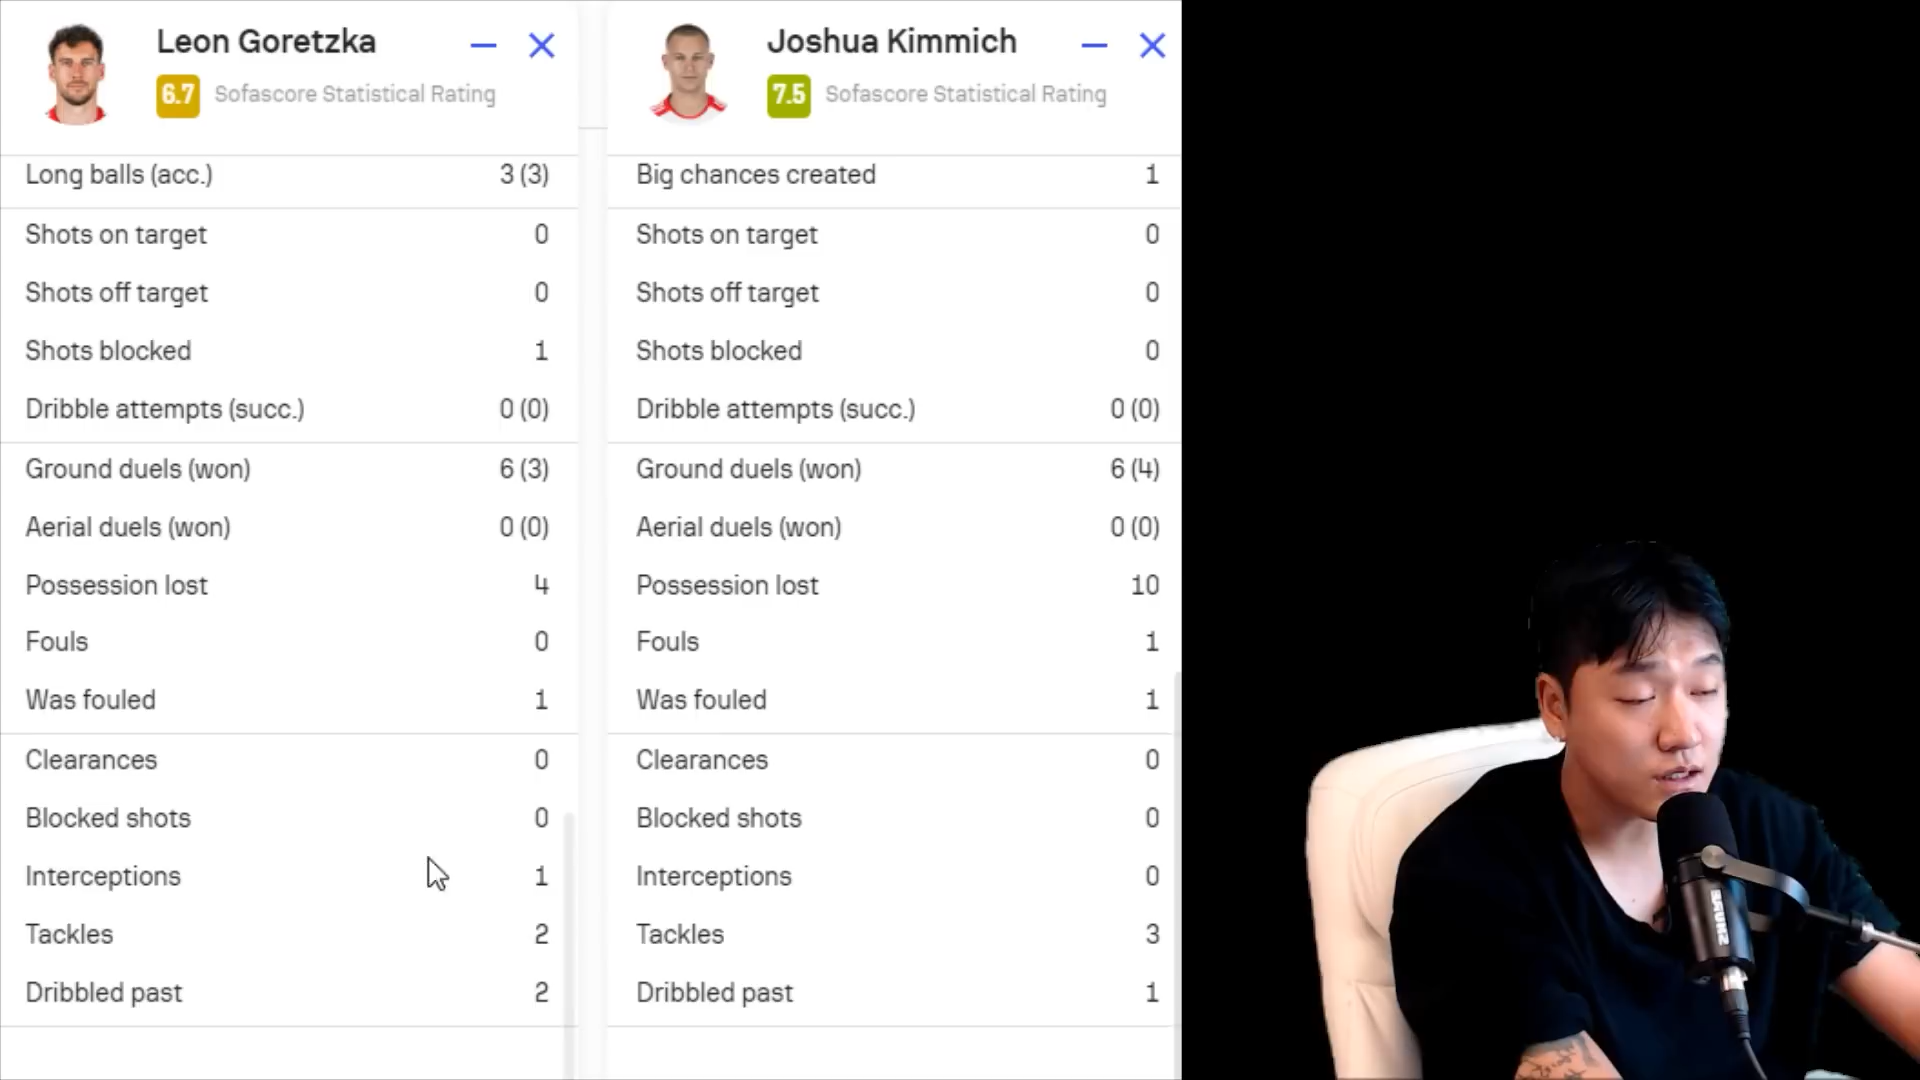 Leon Goretzka
6.7 Sofascore Statistical Rating
Long balls (acc.) 3 (3)
Shots on target 0
Shots off target 0
Shots blocked 1
Dribble attempts (succ.) 0 (0)
Ground duels (won) 6 (3)
Aerial duels (won) 0 (0)
Possession lost 4
Fouls 0
Was fouled 1
Clearances 0
Blocked shots 0
Interceptions 1
Tackles 2
Dribbled past 2
Joshua Kimmich
7.5 Sofascore Statistical Rating
Big chances created 1
Shots on target 0
Shots off target 0
Shots blocked 0
Dribble attempts (succ.) 0 (0)
Ground duels (won) 6 (4)
Aerial duels (won) 0 (0)
Possession lost 10
Fouls 1
Was fouled 1
Clearances 0
Blocked shots 0
Interceptions 0
Tackles 3
Dribbled past 1